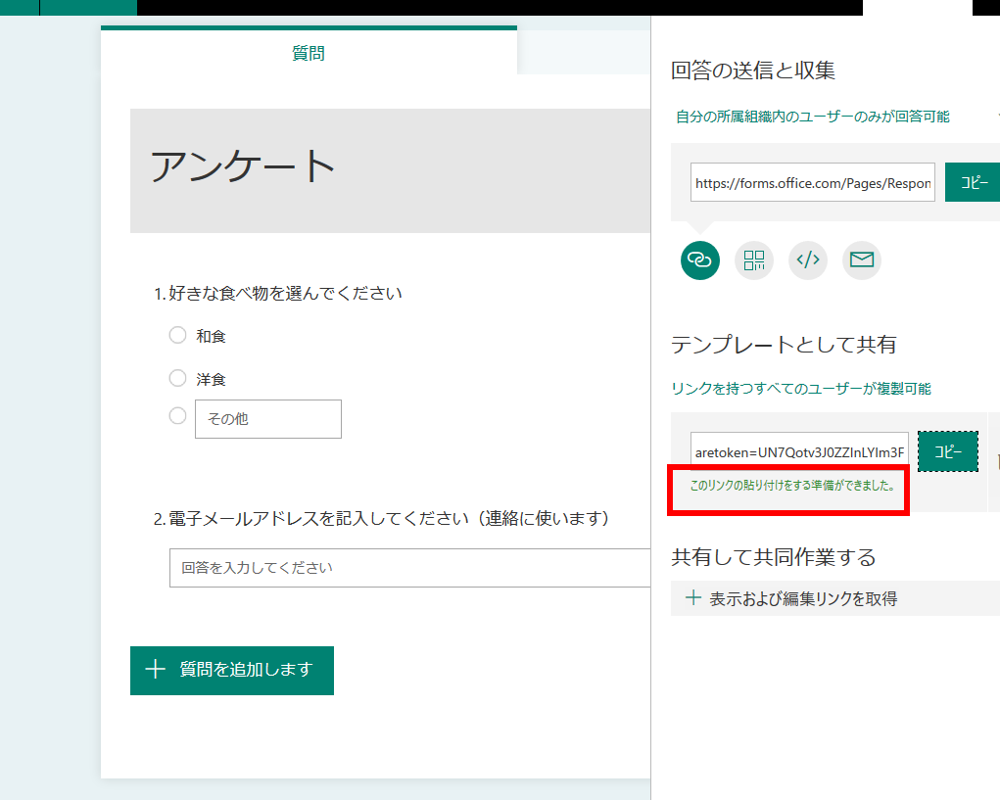 質問
アンケート
1. 好きな食べ物を選んでください
和食
洋食
その他
2. 電子メールアドレスを記入してください（連絡に使います）
回答を入力してください
質問を追加します
回答の送信と収集
自分の所属組織内のユーザーのみが回答可能
https://forms.office.com/Pages/Respon
コピー
テンプレートとして共有
リンクを持つすべてのユーザーが複製可能
aretoken=UN7Qotv3J0ZZInLYIm3F
コピー
このリンクの貼り付けをする準備ができました。
共有して共同作業する
表示および編集リンクを取得